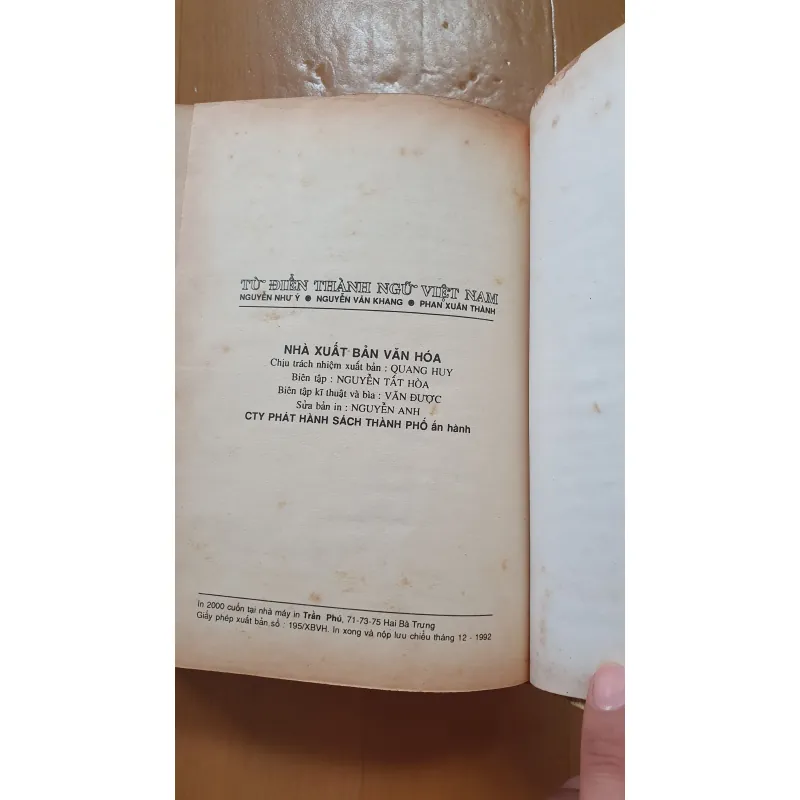 TỪ ĐIỂN THÀNH NGỮ VIỆT NAM
NGUYỄN NHƯ Ý ● NGUYỄN VĂN KHANG ● PHAN XUÂN THÀNH
NHÀ XUẤT BẢN VĂN HÓA
Chịu trách nhiệm xuất bản : QUANG HUY
Biên tập : NGUYỄN TẤT HÒA
Biên tập kĩ thuật và bìa : VĂN ĐƯỢC
Sửa bản in : NGUYỄN ANH
CTY PHÁT HÀNH SÁCH THÀNH PHỐ ấn hành
In 2000 cuốn tại nhà máy in Trần Phú, 71-73-75 Hai Bà Trưng
Giấy phép xuất bản số : 195/XBVH. In xong và nộp lưu chiểu tháng 12 - 1992